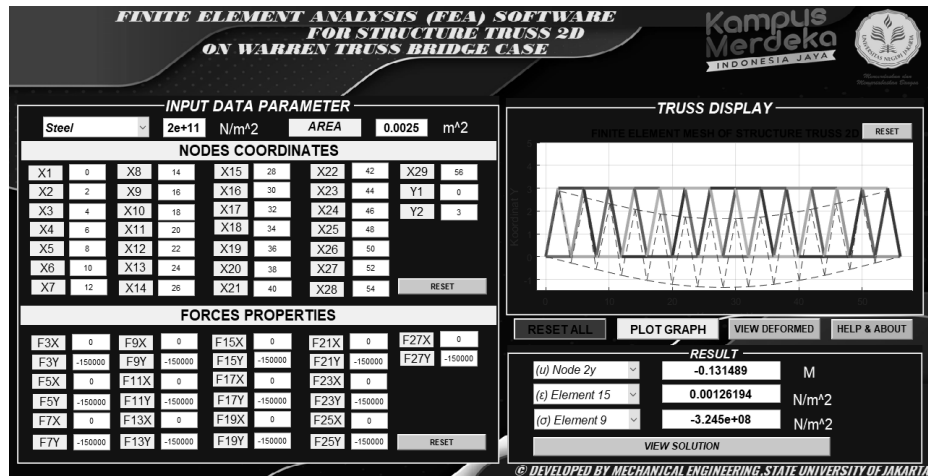 FINITE ELEMENT ANALYSIS (FEA) SOFTWARE
FOR STRUCTURE TRUSS 2D
ON WARREN TRUSS BRIDGE CASE
Kampus
Merdeka
INDONESIA JAYA
INPUT DATA PARAMETER
Steel 2e+11 N/m^2 AREA 0.0025 m^2
NODES COORDINATES
X1 0 X8 14 X15 28 X22 42 X29 56
X2 2 X9 16 X16 30 X23 44 Y1 0
X3 4 X10 18 X17 32 X24 46 Y2 3
X4 6 X11 20 X18 34 X25 48
X5 8 X12 22 X19 36 X26 50
X6 10 X13 24 X20 38 X27 52
X7 12 X14 26 X21 40 X28 54 RESET
FORCES PROPERTIES
F3X 0 F9X 0 F15X 0 F21X 0 F27X 0
F3Y -150000 F9Y -150000 F15Y -150000 F21Y -150000 F27Y -150000
F5X 0 F11X 0 F17X 0 F23X 0
F5Y -150000 F11Y -150000 F17Y -150000 F23Y -150000
F7X 0 F13X 0 F19X 0 F25X 0
F7Y -150000 F13Y -150000 F19Y -150000 F25Y -150000 RESET
TRUSS DISPLAY
FINITE ELEMENT MESH OF STRUCTURE TRUSS 2D RESET
RESET ALL PLOT GRAPH VIEW DEFORMED HELP & ABOUT
RESULT
(u) Node 2y -0.131489 M
(ε) Element 15 0.00126194 N/m^2
(σ) Element 9 -3.245e+08 N/m^2
VIEW SOLUTION
© DEVELOPED BY MECHANICAL ENGINEERING.STATE UNIVERSITY OF JAKARTA